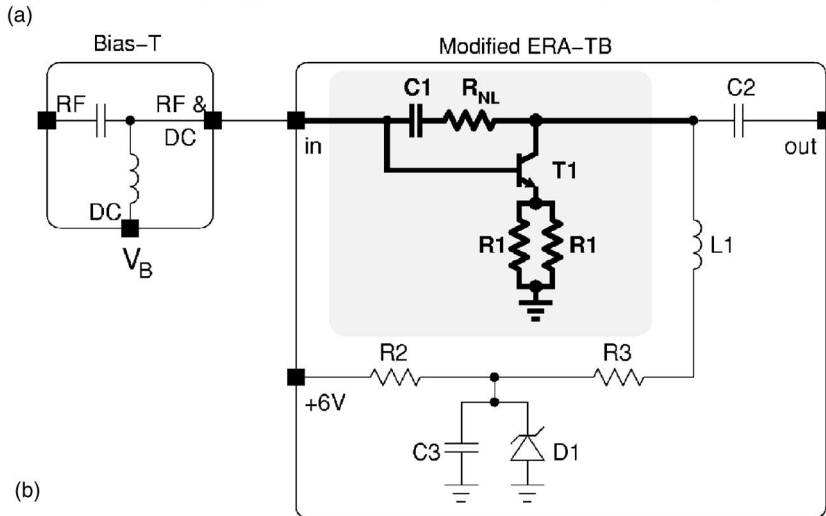 (a)
Bias-T
Modified ERA-TB
RF
RF &
DC
DC
V_B
in
C1
R_NL
T1
R1
R1
C2
out
L1
R2
R3
+6V
C3
D1
(b)